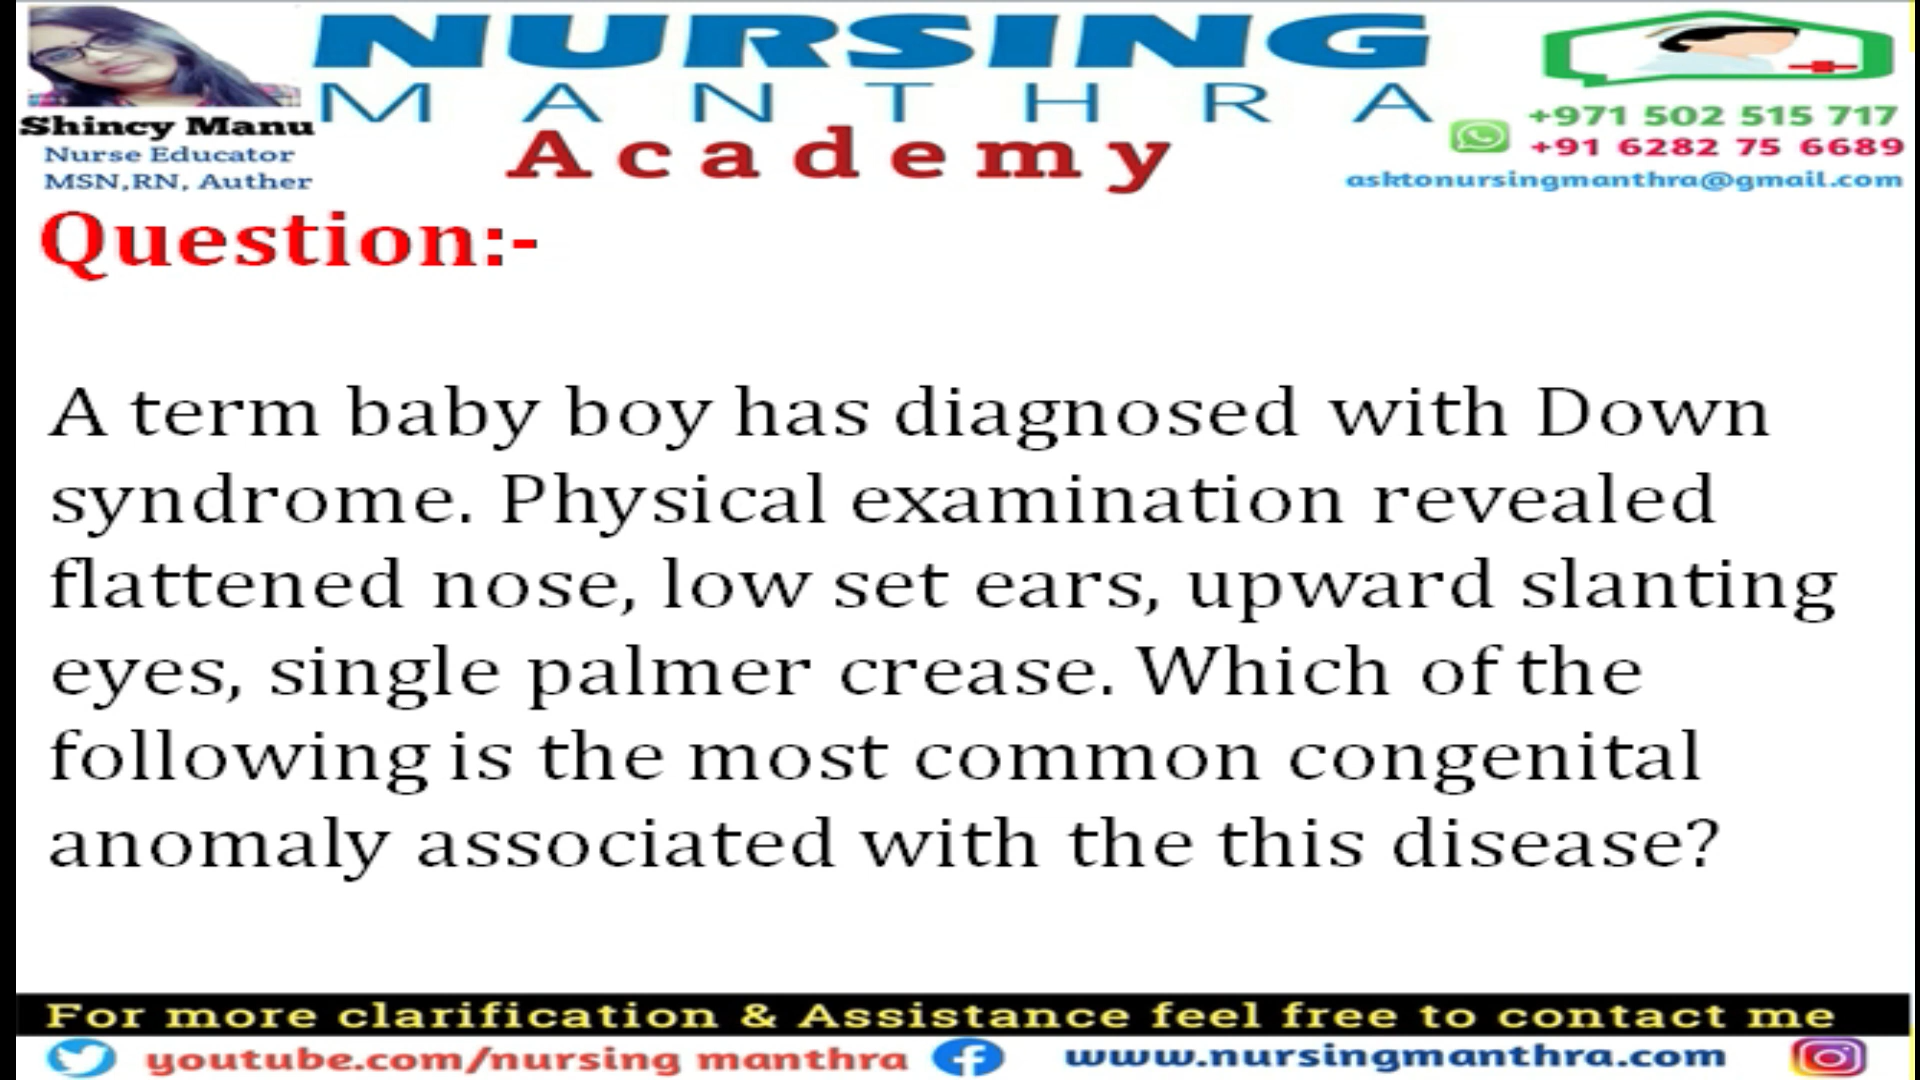 NURSING
MANTHRA
Academy
Shincy Manu
Nurse Educator
MSN,RN, Auther
+971 502 515 717
+91 6282 75 6689
asktonursingmanthra@gmail.com
Question:-
A term baby boy has diagnosed with Down
syndrome. Physical examination revealed
flattened nose, low set ears, upward slanting
eyes, single palmer crease. Which of the
following is the most common congenital
anomaly associated with the this disease?
For more clarification & Assistance feel free to contact me
youtube.com/nursing manthra
www.nursingmanthra.com